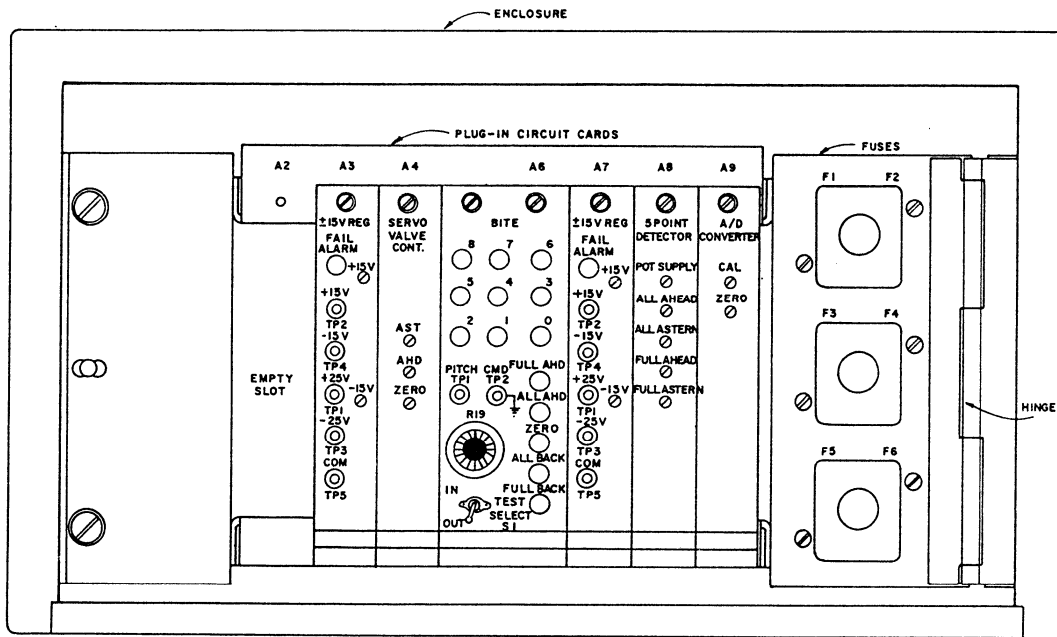 ENCLOSURE
PLUG-IN CIRCUIT CARDS
FUSES
HINGE
A2
A3
A4
A6
A7
A8
A9
EMPTY
SLOT
±15V REG
FAIL
ALARM
+15V
+15V
TP2
-15V
TP4
+25V
-15V
TP1
-25V
TP3
COM
TP5
SERVO
VALVE
CONT.
AST
AHD
ZERO
BITE
8 7 6
5 4 3
2 1 0
PITCH
TP1
CMD
TP2
R19
IN
OUT
TEST
SELECT
S1
FULL AHD
ALL AHD
ZERO
ALL BACK
FULL BACK
±15V REG
FAIL
ALARM
+15V
+15V
TP2
-15V
TP4
+25V
-15V
TP1
-25V
TP3
COM
TP5
5 POINT
DETECTOR
POT SUPPLY
ALL AHEAD
ALL ASTERN
FULL AHEAD
FULL ASTERN
A/D
CONVERTER
CAL
ZERO
F1 F2
F3 F4
F5 F6